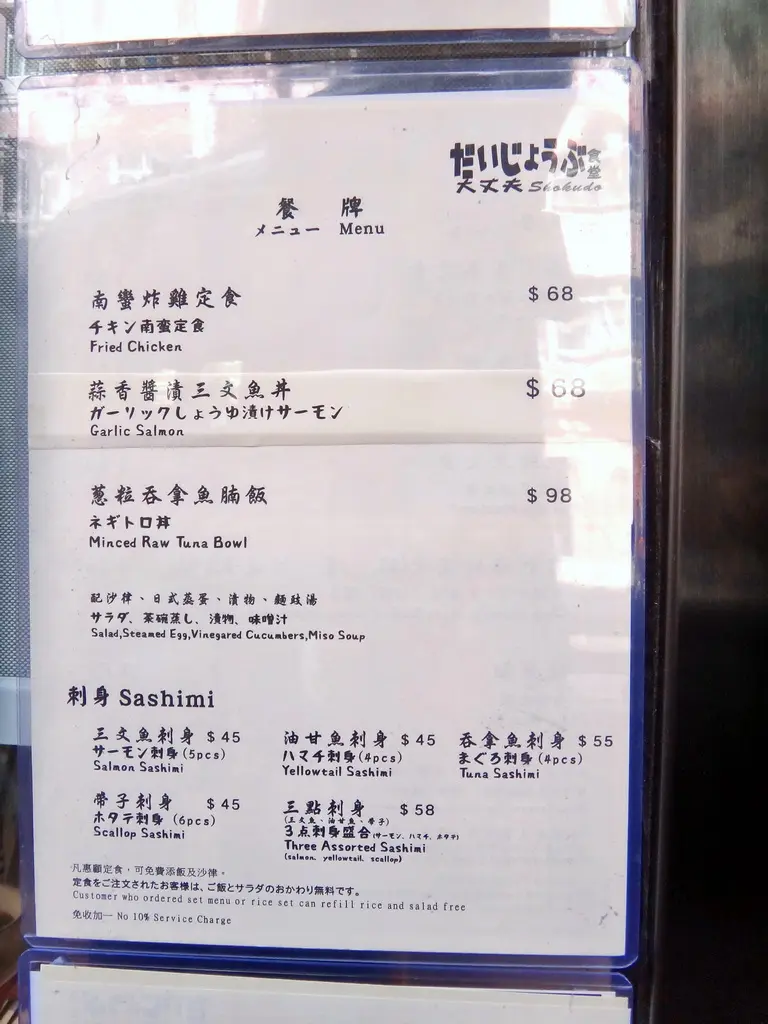 だいじょうぶ食堂
大丈夫 Shokudo
餐牌
メニュー Menu
南蠻炸雞定食 $68
チキン南蛮定食
Fried Chicken
蒜香醬漬三文魚丼 $68
ガーリックしょうゆ漬けサーモン
Garlic Salmon
蔥粒吞拿魚腩飯 $98
ネギトロ丼
Minced Raw Tuna Bowl
配沙律、日式蒸蛋、漬物、麵豉湯
サラダ、茶碗蒸し、漬物、味噌汁
Salad,Steamed Egg,Vinegared Cucumbers,Miso Soup
刺身 Sashimi
三文魚刺身 $45
サーモン刺身(5pcs)
Salmon Sashimi
油甘魚刺身 $45
ハマチ刺身(4pcs)
Yellowtail Sashimi
吞拿魚刺身 $55
まぐろ刺身(4pcs)
Tuna Sashimi
帶子刺身 $45
ホタテ刺身 (6pcs)
Scallop Sashimi
三點刺身 $58
(三文魚、油甘魚、帶子)
3点刺身盛合(サーモン、ハマチ、ホタテ)
Three Assorted Sashimi
(salmon, yellowtail, scallop)
凡惠顧定食，可免費添飯及沙律。
定食をご注文されたお客様は、ご飯とサラダのおかわり無料です。
Customer who ordered set menu or rice set can refill rice and salad free
免收加一 No 10% Service Charge